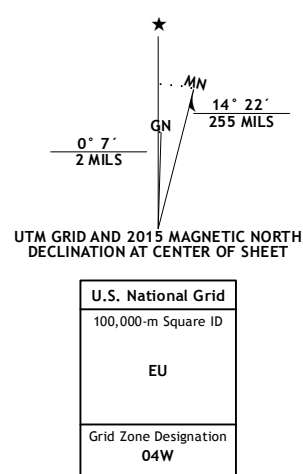 ★
MN
GN
14° 22´
255 MILS
0° 7´
2 MILS
UTM GRID AND 2015 MAGNETIC NORTH
DECLINATION AT CENTER OF SHEET
U.S. National Grid
100,000-m Square ID
EU
Grid Zone Designation
04W